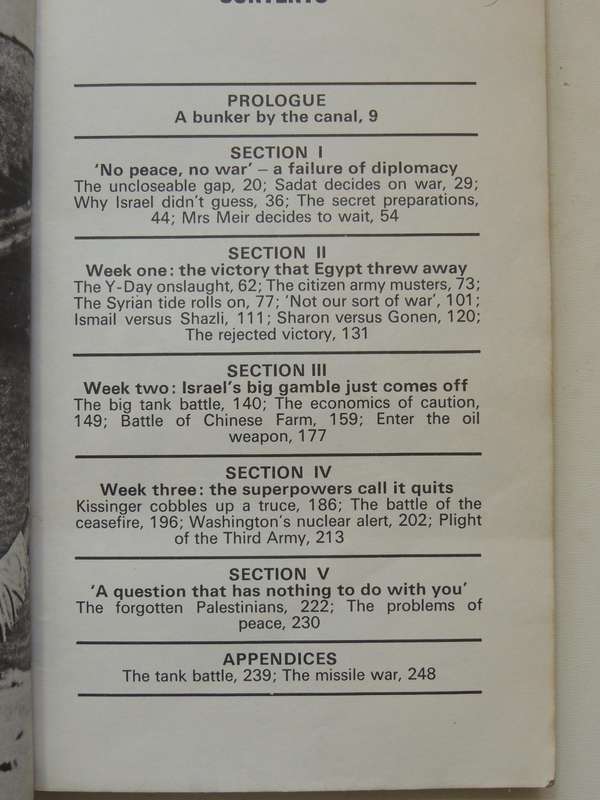 CONTENTS
PROLOGUE
A bunker by the canal, 9
SECTION I
‘No peace, no war’ – a failure of diplomacy
The uncloseable gap, 20; Sadat decides on war, 29;
Why Israel didn't guess, 36; The secret preparations,
44; Mrs Meir decides to wait, 54
SECTION II
Week one: the victory that Egypt threw away
The Y-Day onslaught, 62; The citizen army musters, 73;
The Syrian tide rolls on, 77; ‘Not our sort of war’, 101;
Ismail versus Shazli, 111; Sharon versus Gonen, 120;
The rejected victory, 131
SECTION III
Week two: Israel's big gamble just comes off
The big tank battle, 140; The economics of caution,
149; Battle of Chinese Farm, 159; Enter the oil
weapon, 177
SECTION IV
Week three: the superpowers call it quits
Kissinger cobbles up a truce, 186; The battle of the
ceasefire, 196; Washington's nuclear alert, 202; Plight
of the Third Army, 213
SECTION V
‘A question that has nothing to do with you’
The forgotten Palestinians, 222; The problems of
peace, 230
APPENDICES
The tank battle, 239; The missile war, 248